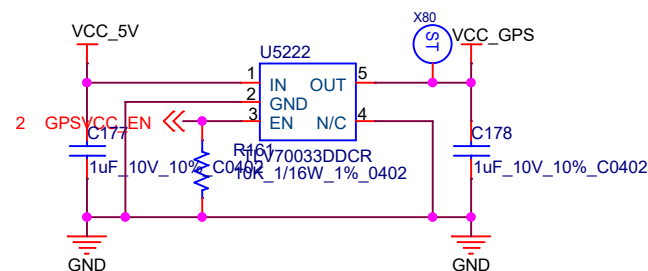 X80
ST
VCC_5V
VCC_GPS
U5222
1 IN OUT 5
2 GND
3 EN N/C 4
2 GPSVCC_EN
C177
1uF_10V_10%_C0402
R161
TLV70033DDCR
10K_1/16W_1%_0402
C178
1uF_10V_10%_C0402
GND
GND